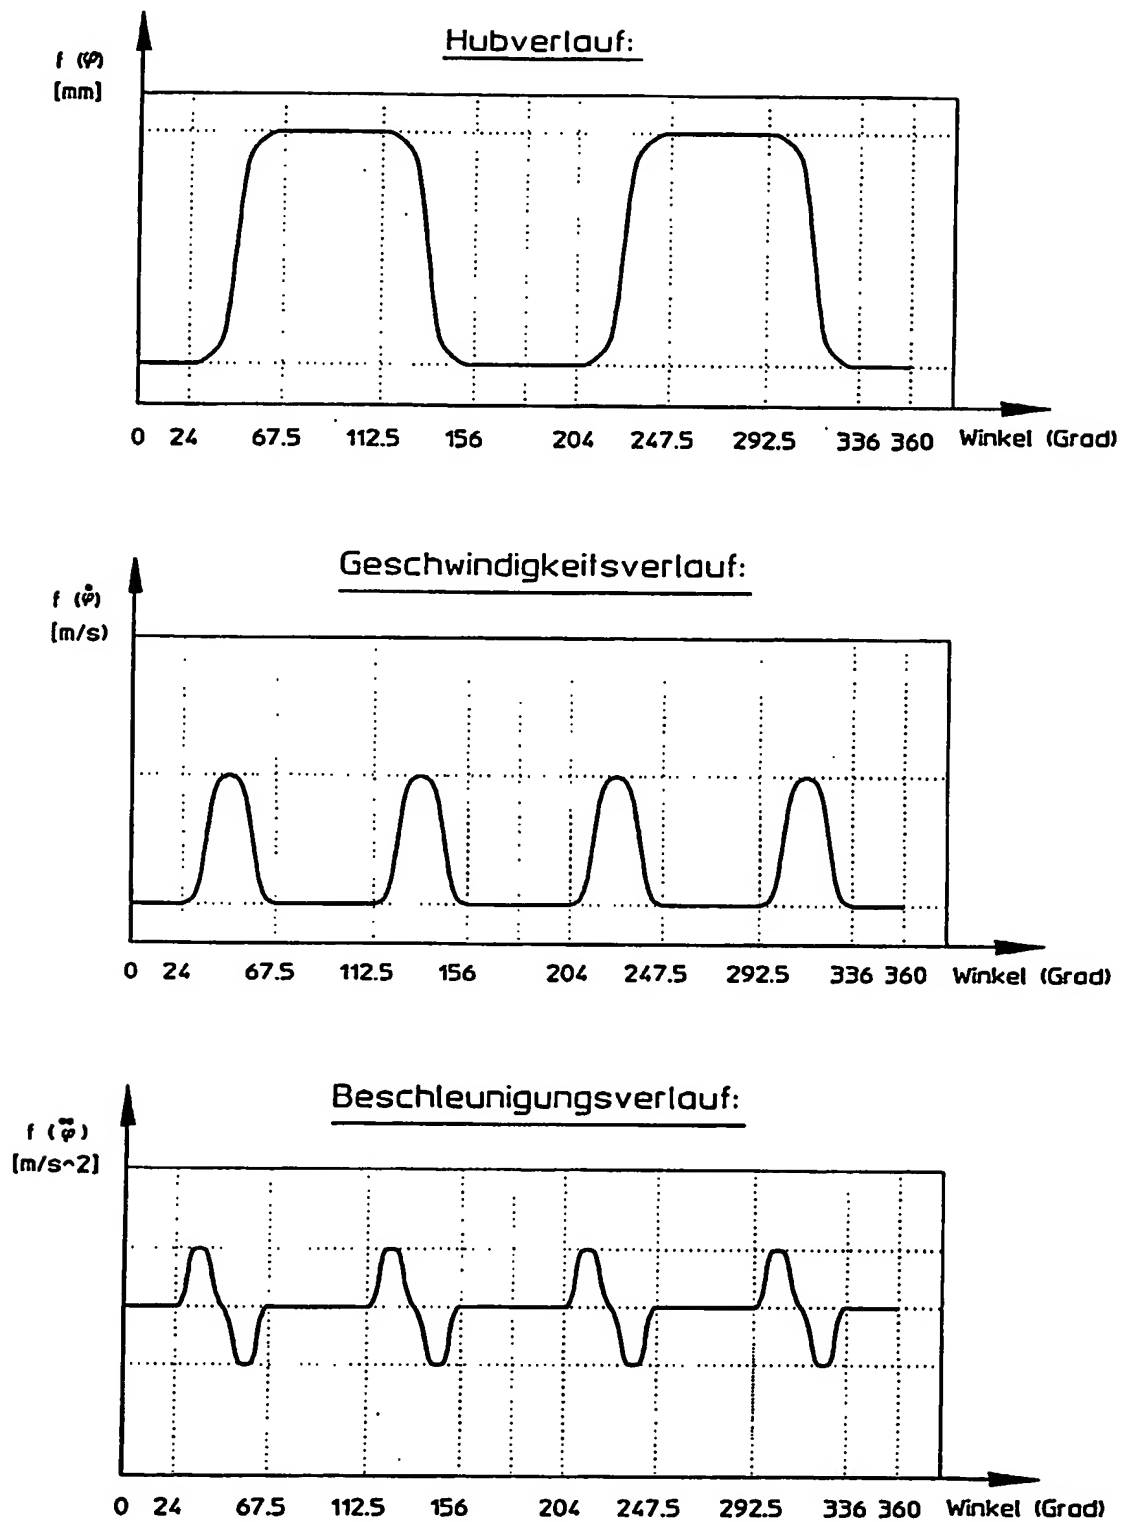 Hubverlauf:
f (φ)
[mm]
0 24 67.5 112.5 156 204 247.5 292.5 336 360 Winkel (Grad)
Geschwindigkeitsverlauf:
f (φ̇)
[m/s)
0 24 67.5 112.5 156 204 247.5 292.5 336 360 Winkel (Grad)
Beschleunigungsverlauf:
f (φ̈)
[m/s^2]
0 24 67.5 112.5 156 204 247.5 292.5 336 360 Winkel (Grad)